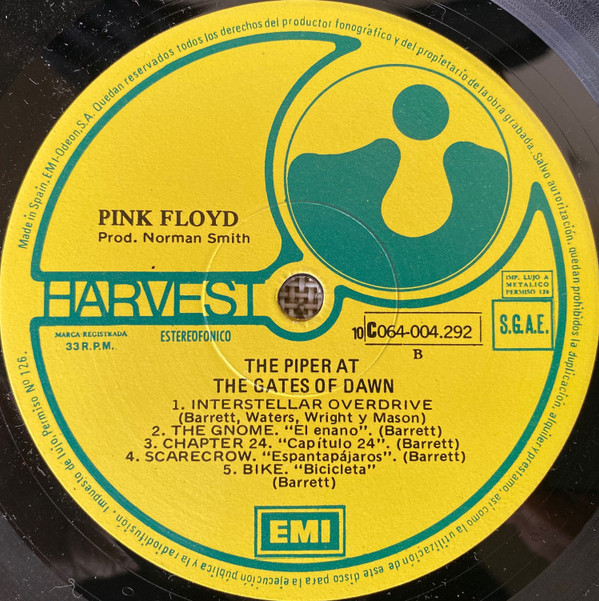 Made in Spain. EMI-Odeon, S.A. Quedan reservados todos los derechos del productor fonográfico y del propietario de la obra grabada. Salvo autorización, quedan prohibidos la duplicación, alquiler y préstamo, así como la utilización de este disco para la ejecución pública y la radiodifusión. Impuesto de lujo, Permiso Nº 126.
PINK FLOYD
Prod. Norman Smith
HARVEST
MARCA REGISTRADA
33 R.P.M.
ESTEREOFONICO
IMP. LUJO A
METALICO
PERMISO 126
S.G.A.E.
10 C064-004.292
B
THE PIPER AT
THE GATES OF DAWN
1. INTERSTELLAR OVERDRIVE
(Barrett, Waters, Wright y Mason)
2. THE GNOME. “El enano”. (Barrett)
3. CHAPTER 24. “Capítulo 24”. (Barrett)
4. SCARECROW. “Espantapájaros”. (Barrett)
5. BIKE. “Bicicleta”
(Barrett)
EMI